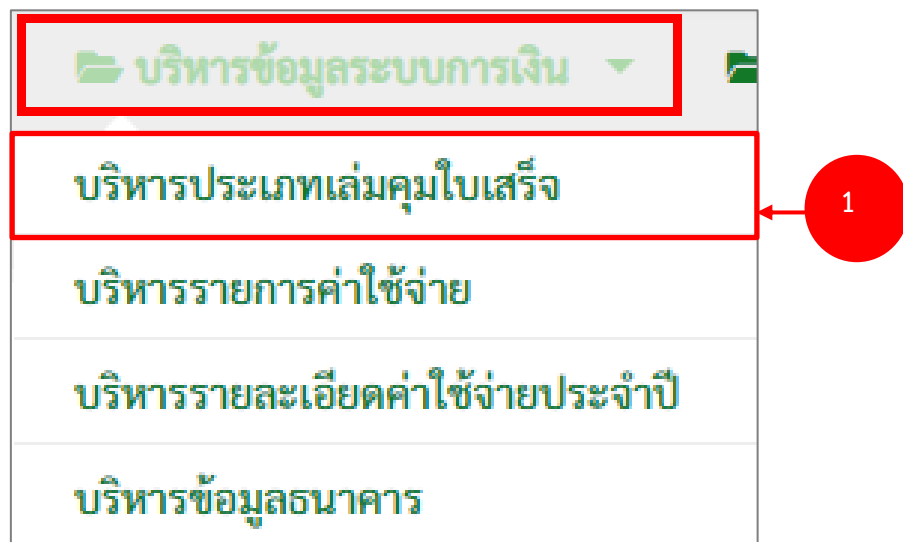 บริหารข้อมูลระบบการเงิน
บริหารประเภทเล่มคุมใบเสร็จ
1
บริหารรายการค่าใช้จ่าย
บริหารรายละเอียดค่าใช้จ่ายประจำปี
บริหารข้อมูลธนาคาร